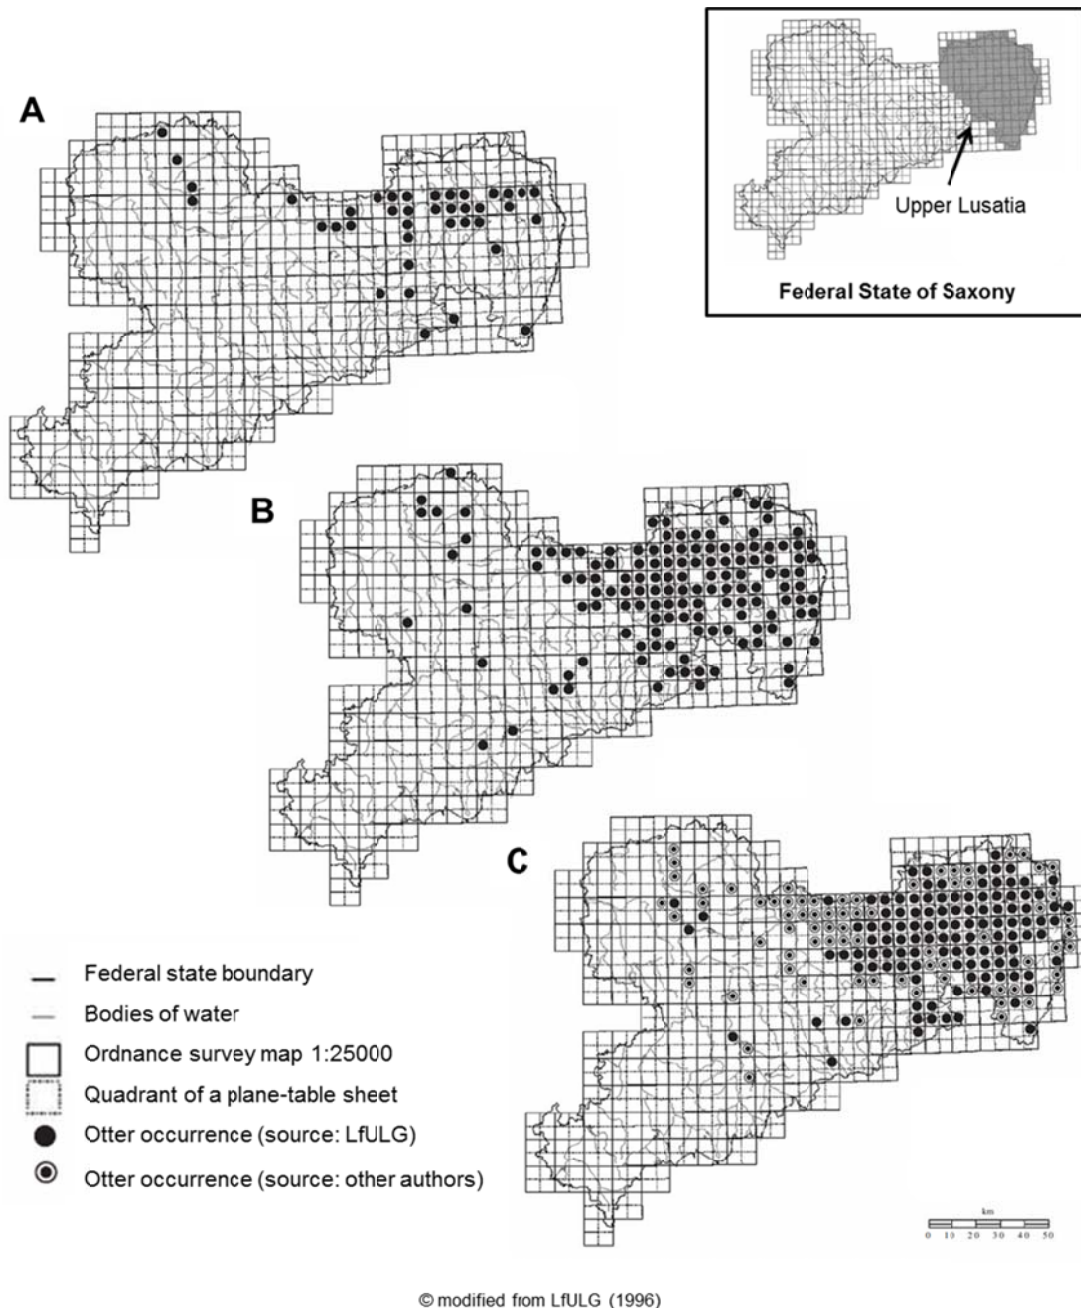 A
Upper Lusatia
Federal State of Saxony
B
C
Federal state boundary
Bodies of water
Ordnance survey map 1:25000
Quadrant of a plane-table sheet
Otter occurrence (source: LfULG)
Otter occurrence (source: other authors)
km
0 10 20 30 40 50
© modified from LfULG (1996)